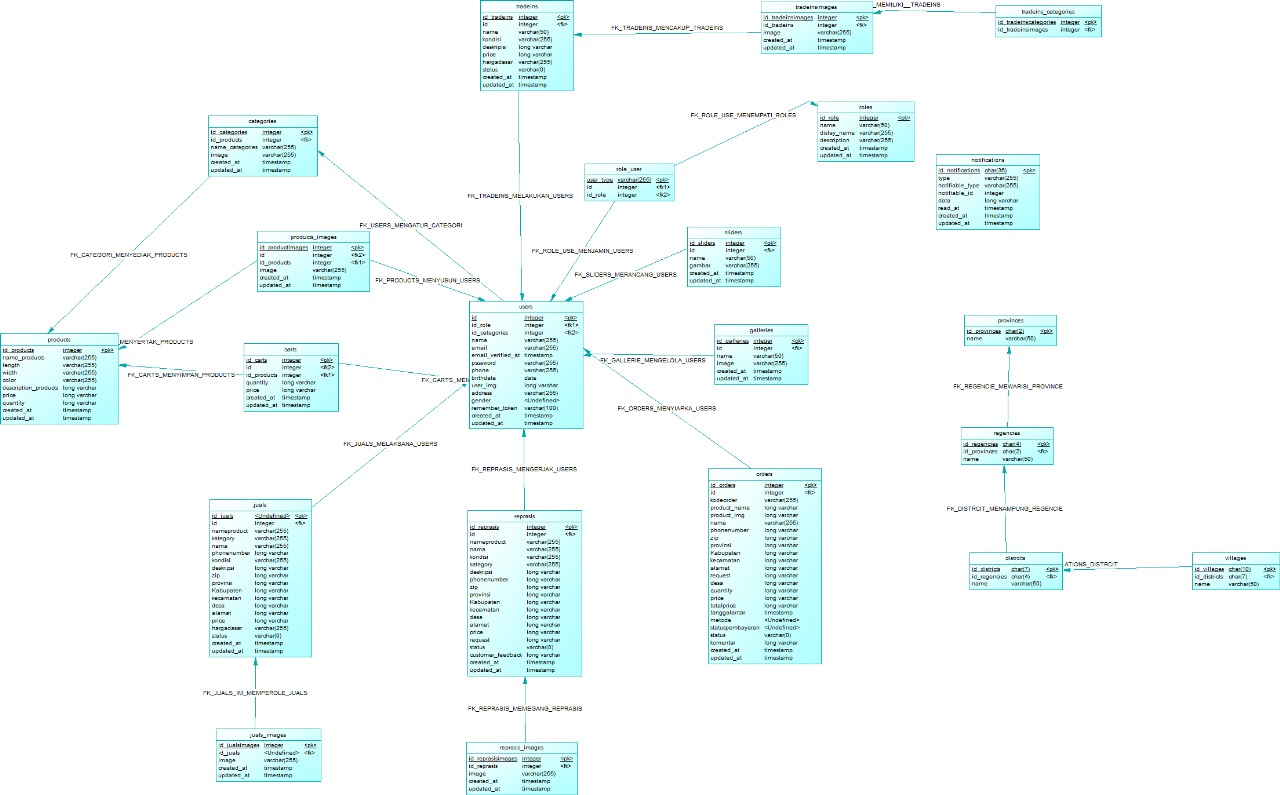 tradeins
id_tradeins integer <pk>
id integer <fk>
name varchar(50)
kondisi varchar(255)
deskripsi long varchar
price long varchar
hargadasar varchar(255)
status varchar(0)
created_at timestamp
updated_at timestamp
FK_TRADEINS_MENCAKUP_TRADEINS
tradeinsimages
id_tradeinsimages integer <pk>
id_tradeins integer <fk>
image varchar(255)
created_at timestamp
updated_at timestamp
_MEMILIKI__TRADEINS
tradeins_categories
id_tradeinscategories integer <pk>
id_tradeinsimages integer <fk>
categories
id_categories integer <pk>
id_products integer <fk>
name_categories varchar(255)
image varchar(255)
created_at timestamp
updated_at timestamp
FK_ROLE_USE_MENEMPATI_ROLES
roles
id_role integer <pk>
name varchar(50)
dislay_name varchar(255)
description varchar(255)
created_at timestamp
updated_at timestamp
role_user
user_type varchar(255) <pk>
id integer <fk1>
id_role integer <fk2>
notifications
id_notifications char(36) <pk>
type varchar(255)
notifiable_type varchar(255)
notifiable_id integer
data long varchar
read_at timestamp
created_at timestamp
updated_at timestamp
FK_TRADEINS_MELAKUKAN_USERS
FK_USERS_MENGATUR_CATEGORI
FK_CATEGORI_MENYEDIAK_PRODUCTS
products_images
id_productimages integer <pk>
id integer <fk2>
id_products integer <fk1>
image varchar(255)
created_at timestamp
updated_at timestamp
FK_PRODUCTS_MENYUSUN_USERS
FK_ROLE_USE_MENJAMIN_USERS
sliders
id_sliders integer <pk>
id integer <fk>
name varchar(50)
gambar varchar(255)
created_at timestamp
updated_at timestamp
FK_SLIDERS_MERANCANG_USERS
users
id integer <pk>
id_role integer <fk1>
id_categories integer <fk2>
nama varchar(255)
email varchar(255)
email_verified_at timestamp
password varchar(255)
phone varchar(255)
birthdate date
user_img long varchar
address varchar(255)
gender <Undefined>
remember_token varchar(100)
created_at timestamp
updated_at timestamp
products
id_products integer <pk>
name_products varchar(255)
length varchar(255)
width varchar(255)
color varchar(255)
description_products long varchar
price long varchar
quantity long varchar
created_at timestamp
updated_at timestamp
MENYERTAK_PRODUCTS
FK_CARTS_MENYIMPAN_PRODUCTS
carts
id_carts integer <pk>
id integer <fk2>
id_products integer <fk1>
quantity long varchar
price long varchar
created_at timestamp
updated_at timestamp
FK_CARTS_MEN
galleries
id_galleries integer <pk>
id integer <fk>
name varchar(50)
image varchar(255)
created_at timestamp
updated_at timestamp
FK_GALLERIE_MENGELOLA_USERS
FK_ORDERS_MENYIAPKA_USERS
provinces
id_provinces char(2) <pk>
name varchar(50)
FK_REGENCIE_MEWARISI_PROVINCE
regencies
id_regencies char(4) <pk>
id_provinces char(2) <fk>
name varchar(50)
FK_DISTRCIT_MENAMPUNG_REGENCIE
distrcits
id_districts char(7) <pk>
id_regencies char(4) <fk>
name varchar(50)
ATIONS_DISTRCIT
villages
id_villages char(10) <pk>
id_districts char(7) <fk>
name varchar(50)
FK_JUALS_MELAKSANA_USERS
FK_REPRASIS_MENGERJAK_USERS
orders
id_orders integer <pk>
id integer <fk>
kodeorder varchar(255)
product_nama long varchar
product_img long varchar
name varchar(255)
phonenumber long varchar
zip long varchar
provinsi long varchar
Kabupaten long varchar
kecamatan long varchar
alamat long varchar
request long varchar
desa long varchar
quantity long varchar
price long varchar
totalprice long varchar
tanggalantar timestamp
metode <Undefined>
statuspembayaran <Undefined>
status varchar(0)
komentar long varchar
created_at timestamp
updated_at timestamp
juals
id_juals <Undefined> <pk>
id integer <fk>
nameproduct varchar(255)
kategory varchar(255)
nama varchar(255)
phonenumber long varchar
kondisi varchar(255)
deskripsi long varchar
zip long varchar
provinsi long varchar
Kabupaten long varchar
kecamatan long varchar
desa long varchar
alamat long varchar
price long varchar
hargadasar varchar(255)
status varchar(0)
created_at timestamp
updated_at timestamp
FK_JUALS_IM_MEMPEROLE_JUALS
juals_images
id_jualsimages integer <pk>
id_juals <Undefined> <fk>
image varchar(255)
created_at timestamp
updated_at timestamp
reprasis
id_reprasis integer <pk>
id integer <fk>
nameproduct varchar(255)
nama varchar(255)
kondisi varchar(255)
kategory varchar(255)
deskripsi long varchar
phonenumber long varchar
zip long varchar
provinsi long varchar
Kabupaten long varchar
kecamatan long varchar
desa long varchar
alamat long varchar
price long varchar
request long varchar
status varchar(0)
customer_feedback long varchar
created_at timestamp
updated_at timestamp
FK_REPRASIS_MEMEGANG_REPRASIS
reprasis_images
id_reprasisimages integer <pk>
id_reprasis integer <fk>
image varchar(255)
created_at timestamp
updated_at timestamp